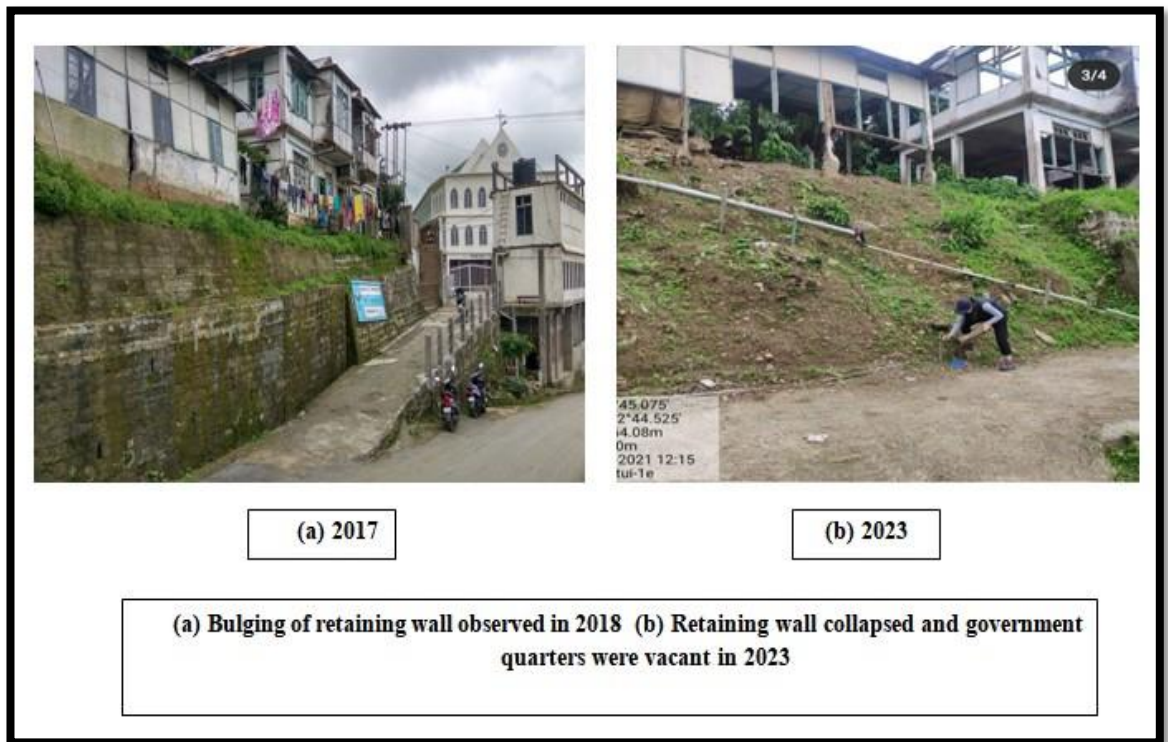 3/4
'45.075'
2°44.525'
4.08m
0m
2021 12:15
tui-1e
(a) 2017
(b) 2023
(a) Bulging of retaining wall observed in 2018 (b) Retaining wall collapsed and government
quarters were vacant in 2023